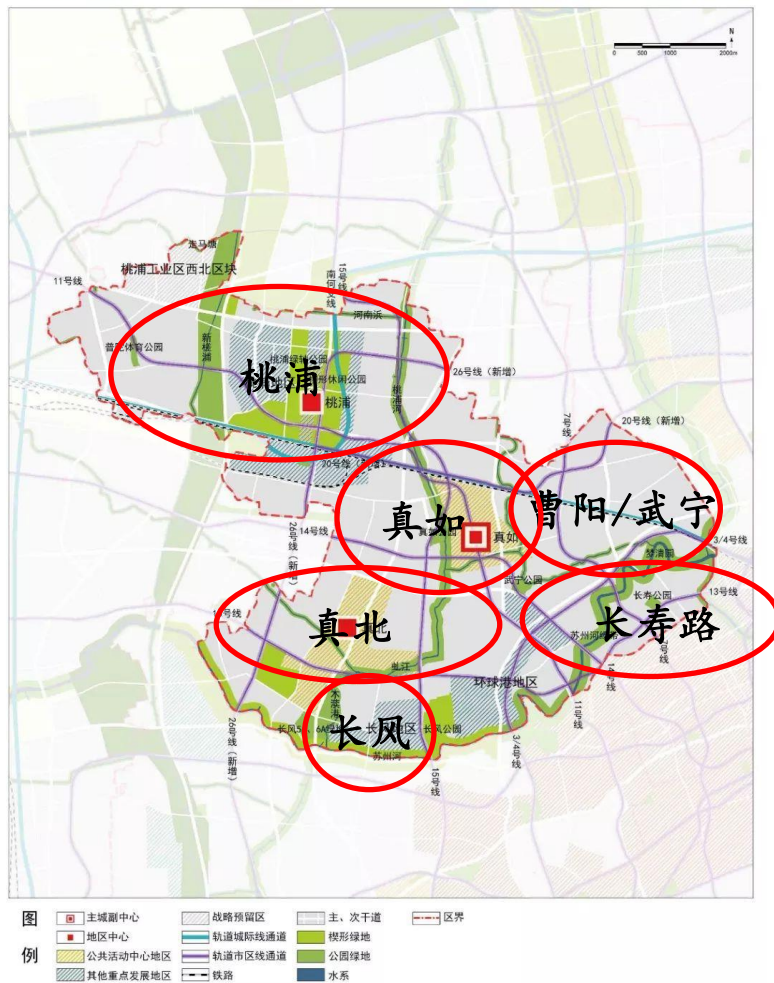 N
0 500 1000 2000m
走马塘
桃浦工业区西北区块
11号线
15号线
南何支线
河南浜
新槎浦
桃浦
26号线（新增）
桃浦河
桃浦
7号线
20号线（新增）
曹阳/武宁
真如
真如
14号线
26号线（新增）
3/4号线
梦清园
武宁公园
长寿公园
13号线
长寿路
真北
14号线
虬江
环球港地区
11号线
木渎港
长风
长风公园
苏州河
26号线（新增）
15号线
3/4号线
图
例
主城副中心
战略预留区
主、次干道
区界
地区中心
轨道城际线通道
楔形绿地
公共活动中心地区
轨道市区线通道
公园绿地
其他重点发展地区
铁路
水系